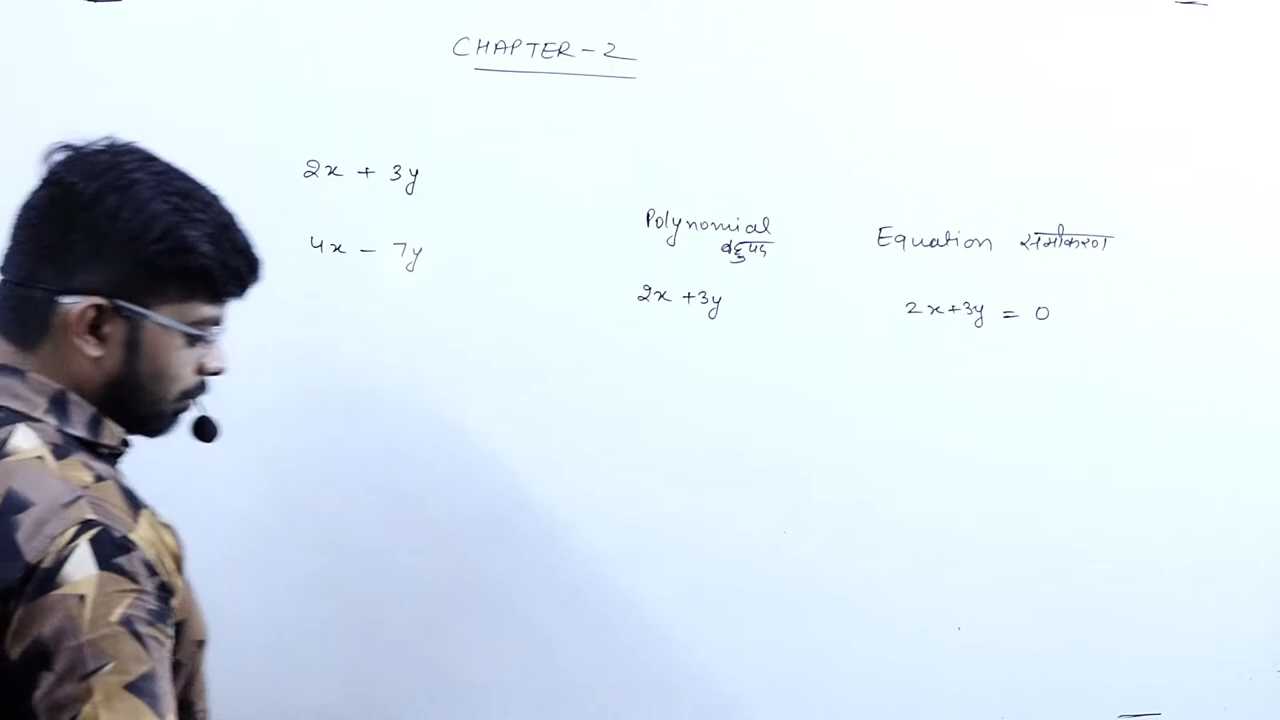 CHAPTER-2
2x + 3y
4x - 7y
Polynomial
बहुपद
2x +3y
Equation समीकरण
2x+3y = 0